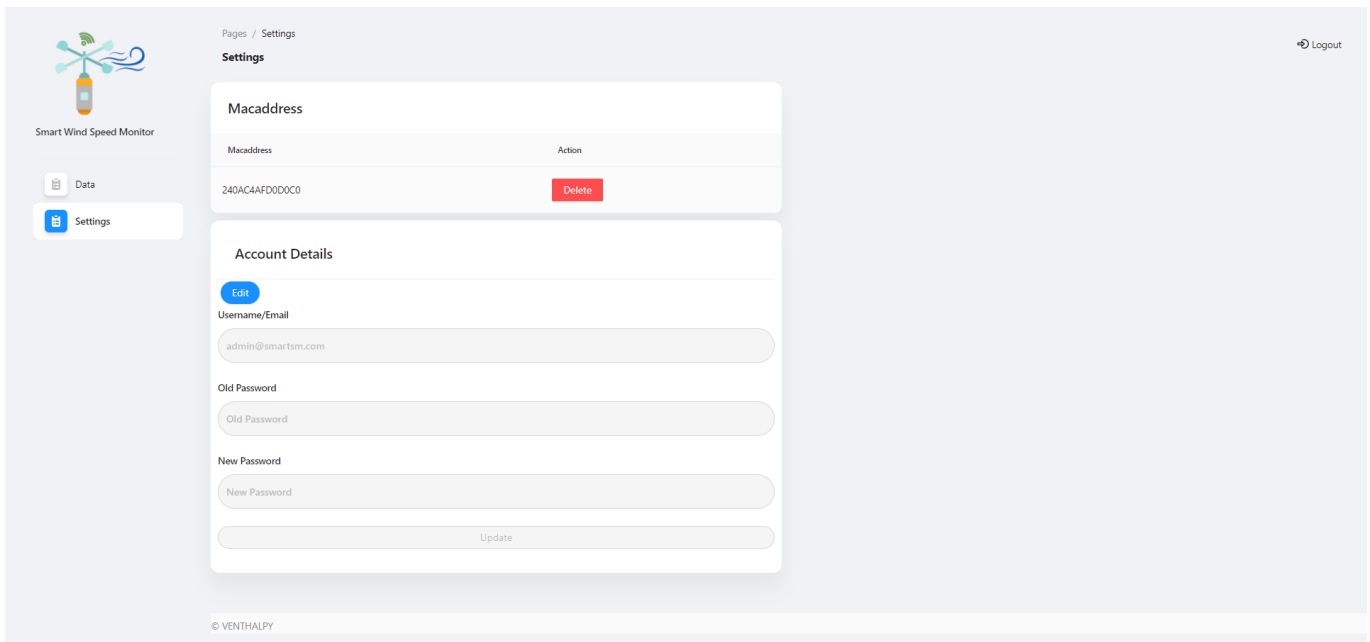 Smart Wind Speed Monitor
Data
Settings
Pages / Settings
Settings
Logout
Macaddress
Macaddress Action
240AC4AFD0D0C0 Delete
Account Details
Edit
Username/Email
admin@smartsm.com
Old Password
Old Password
New Password
New Password
Update
© VENTHALPY